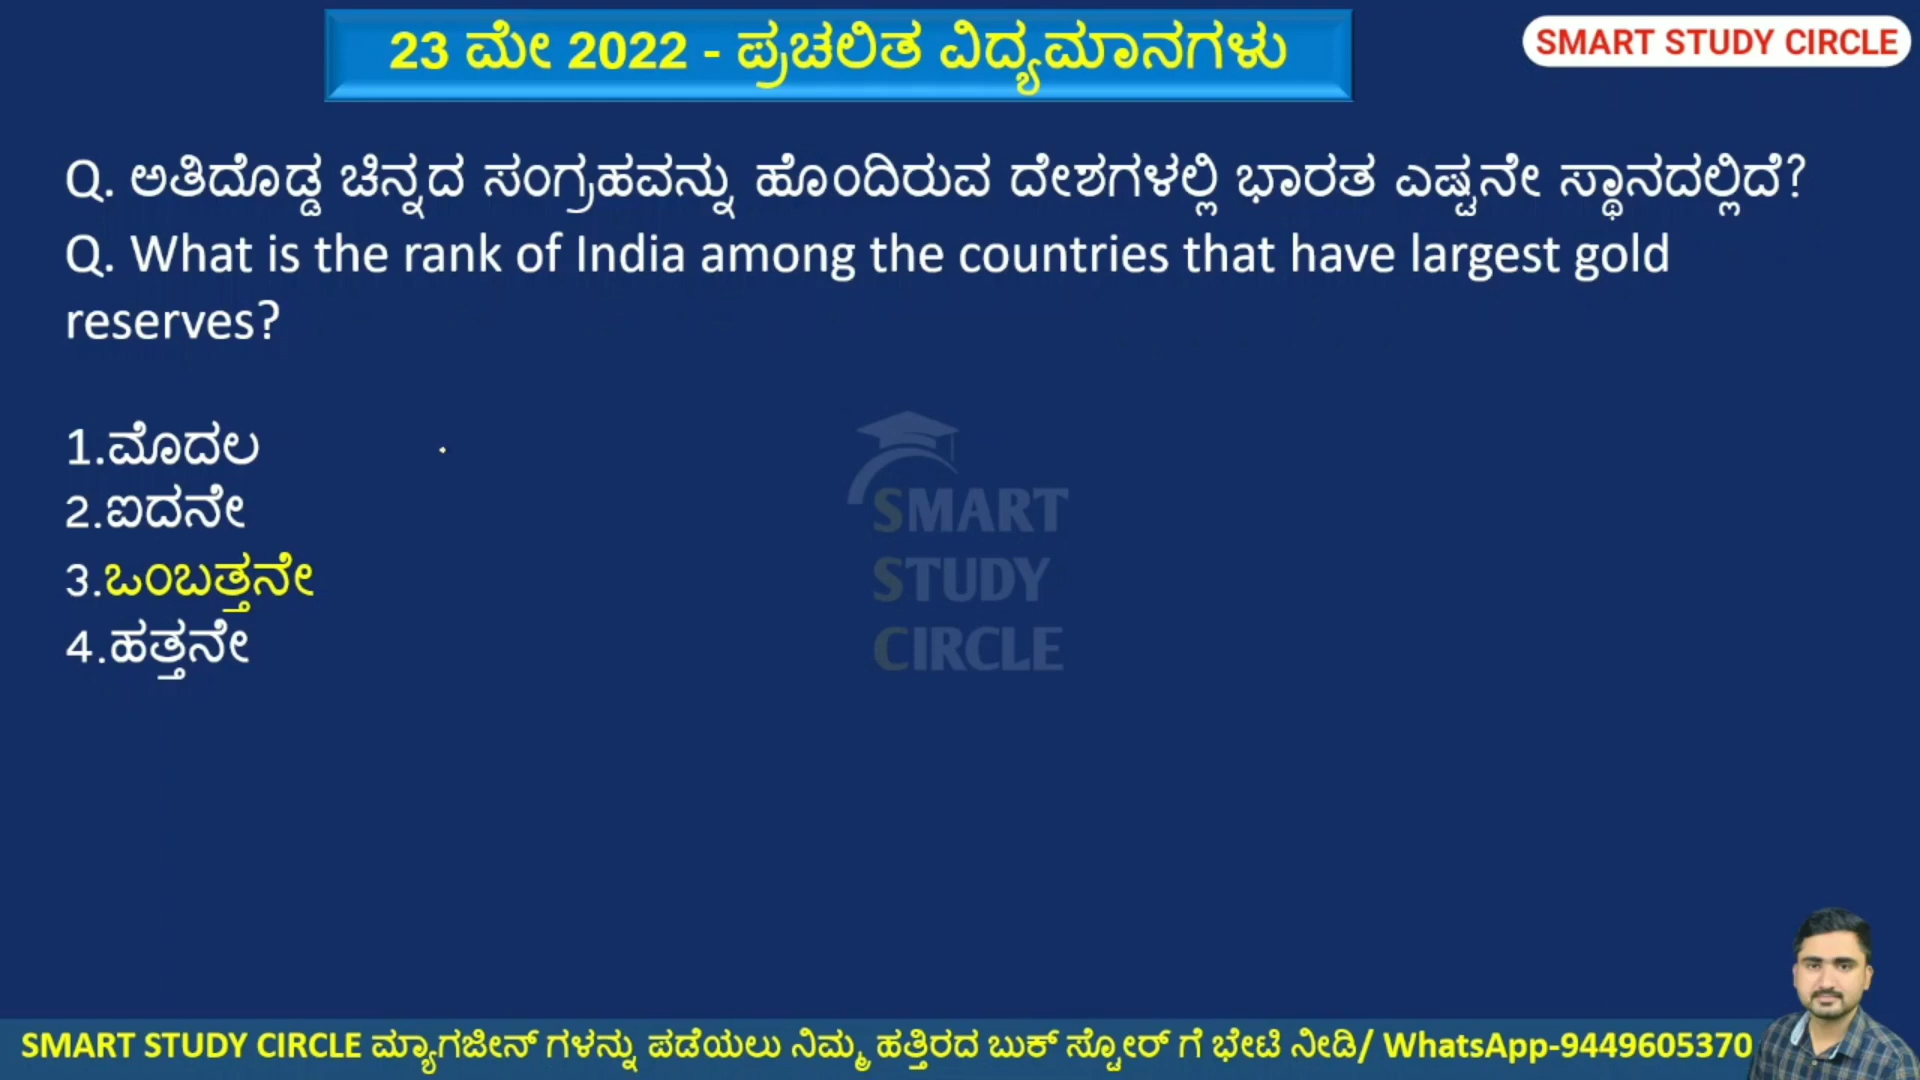 23 ಮೇ 2022 - ಪ್ರಚಲಿತ ವಿದ್ಯಮಾನಗಳು
SMART STUDY CIRCLE
Q. ಅತಿದೊಡ್ಡ ಚಿನ್ನದ ಸಂಗ್ರಹವನ್ನು ಹೊಂದಿರುವ ದೇಶಗಳಲ್ಲಿ ಭಾರತ ಎಷ್ಟನೇ ಸ್ಥಾನದಲ್ಲಿದೆ?
Q. What is the rank of India among the countries that have largest gold
reserves?
1.ಮೊದಲ
2.ಐದನೇ
3.ಒಂಬತ್ತನೇ
4.ಹತ್ತನೇ
SMART
STUDY
CIRCLE
SMART STUDY CIRCLE ಮ್ಯಾಗಜೀನ್ ಗಳನ್ನು ಪಡೆಯಲು ನಿಮ್ಮ ಹತ್ತಿರದ ಬುಕ್ ಸ್ಟೋರ್ ಗೆ ಭೇಟಿ ನೀಡಿ/ WhatsApp-9449605370